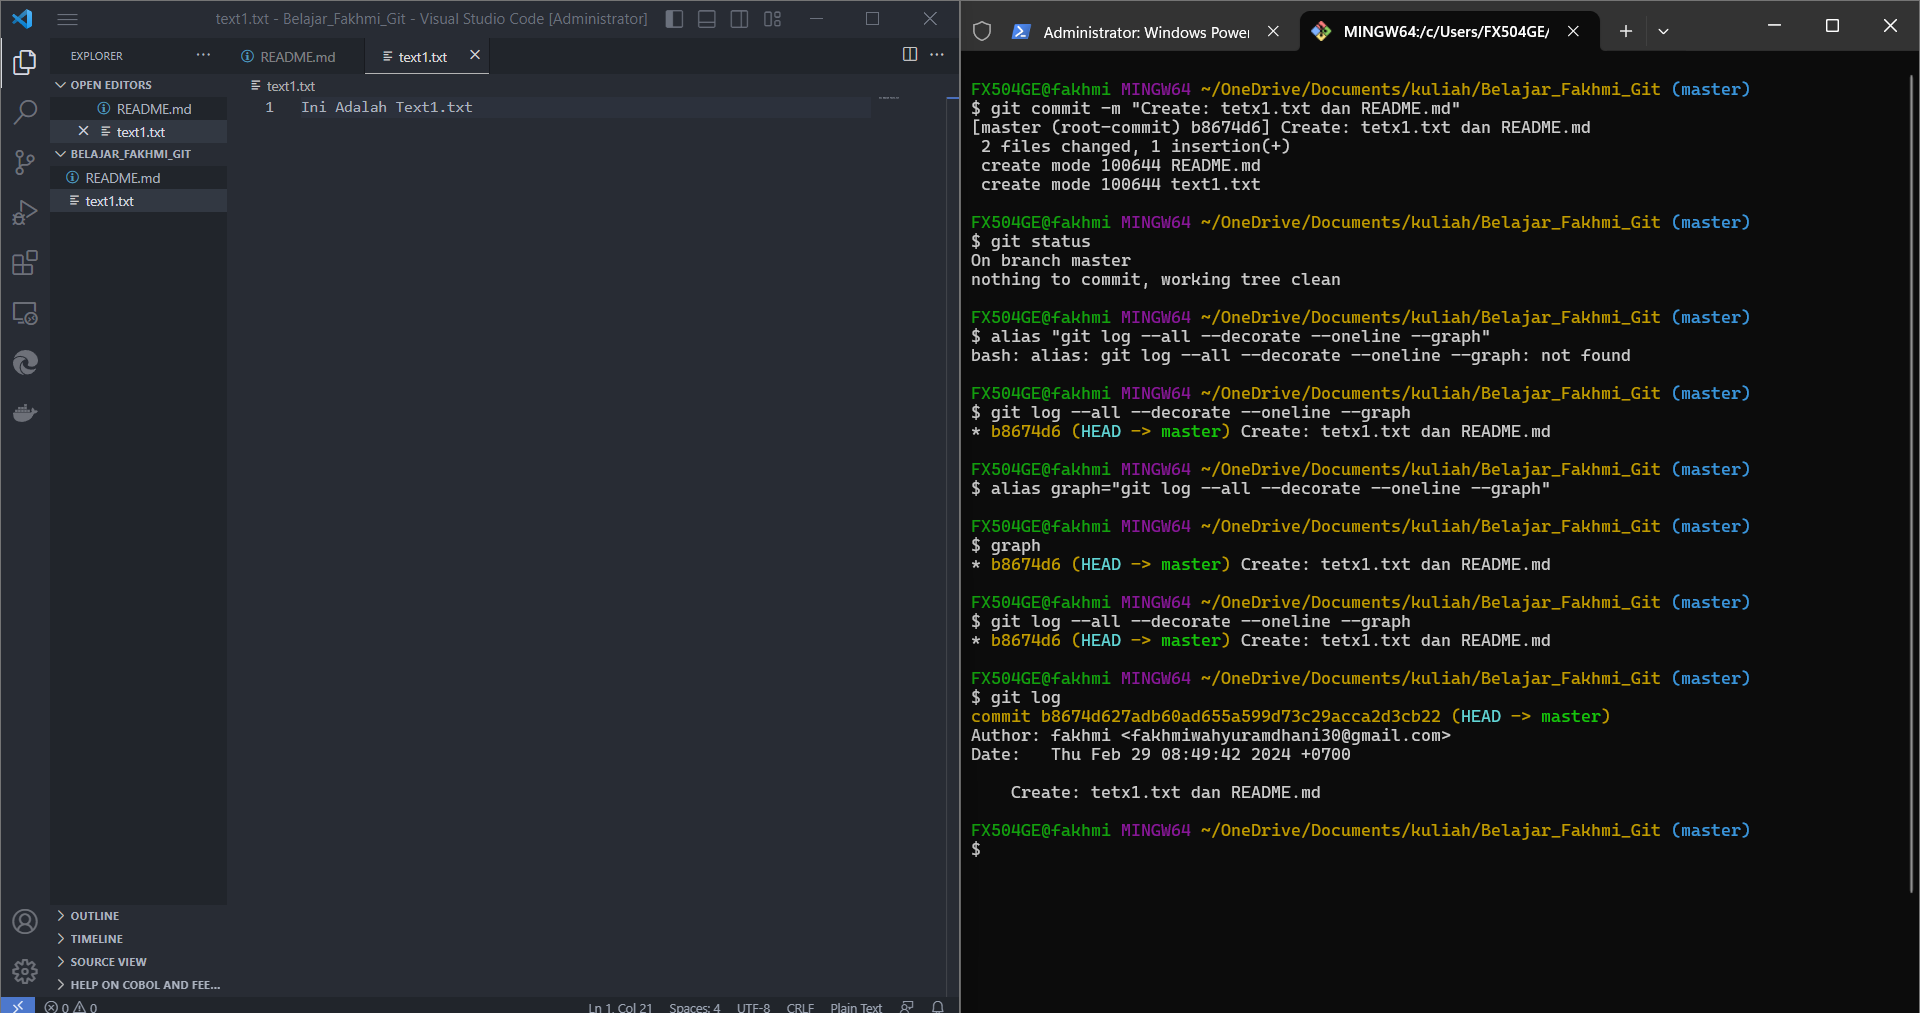 text1.txt - Belajar_Fakhmi_Git - Visual Studio Code [Administrator]
EXPLORER
README.md
text1.txt
OPEN EDITORS
README.md
text1.txt
BELAJAR_FAKHMI_GIT
README.md
text1.txt
OUTLINE
TIMELINE
SOURCE VIEW
HELP ON COBOL AND FEE...
text1.txt
1 Ini Adalah Text1.txt
0 0
Ln 1, Col 21 Spaces: 4 UTF-8 CRLF Plain Text
Administrator: Windows Power
MINGW64:/c/Users/FX504GE/
FX504GE@fakhmi MINGW64 ~/OneDrive/Documents/kuliah/Belajar_Fakhmi_Git (master)
$ git commit -m "Create: tetx1.txt dan README.md"
[master (root-commit) b8674d6] Create: tetx1.txt dan README.md
 2 files changed, 1 insertion(+)
 create mode 100644 README.md
 create mode 100644 text1.txt
FX504GE@fakhmi MINGW64 ~/OneDrive/Documents/kuliah/Belajar_Fakhmi_Git (master)
$ git status
On branch master
nothing to commit, working tree clean
FX504GE@fakhmi MINGW64 ~/OneDrive/Documents/kuliah/Belajar_Fakhmi_Git (master)
$ alias "git log --all --decorate --oneline --graph"
bash: alias: git log --all --decorate --oneline --graph: not found
FX504GE@fakhmi MINGW64 ~/OneDrive/Documents/kuliah/Belajar_Fakhmi_Git (master)
$ git log --all --decorate --oneline --graph
* b8674d6 (HEAD -> master) Create: tetx1.txt dan README.md
FX504GE@fakhmi MINGW64 ~/OneDrive/Documents/kuliah/Belajar_Fakhmi_Git (master)
$ alias graph="git log --all --decorate --oneline --graph"
FX504GE@fakhmi MINGW64 ~/OneDrive/Documents/kuliah/Belajar_Fakhmi_Git (master)
$ graph
* b8674d6 (HEAD -> master) Create: tetx1.txt dan README.md
FX504GE@fakhmi MINGW64 ~/OneDrive/Documents/kuliah/Belajar_Fakhmi_Git (master)
$ git log --all --decorate --oneline --graph
* b8674d6 (HEAD -> master) Create: tetx1.txt dan README.md
FX504GE@fakhmi MINGW64 ~/OneDrive/Documents/kuliah/Belajar_Fakhmi_Git (master)
$ git log
commit b8674d627adb60ad655a599d73c29acca2d3cb22 (HEAD -> master)
Author: fakhmi <fakhmiwahyuramdhani30@gmail.com>
Date:   Thu Feb 29 08:49:42 2024 +0700
    Create: tetx1.txt dan README.md
FX504GE@fakhmi MINGW64 ~/OneDrive/Documents/kuliah/Belajar_Fakhmi_Git (master)
$